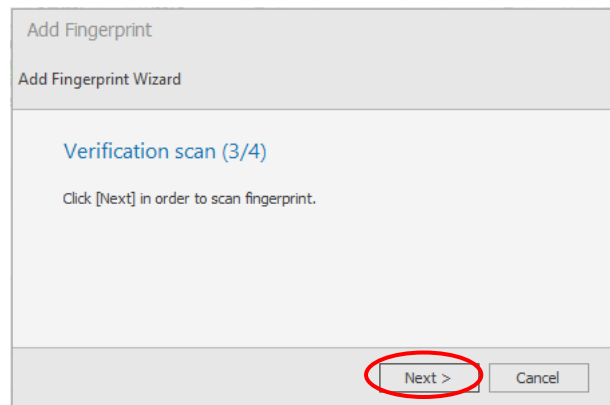 Add Fingerprint
Add Fingerprint Wizard
Verification scan (3/4)
Click [Next] in order to scan fingerprint.
Next > Cancel